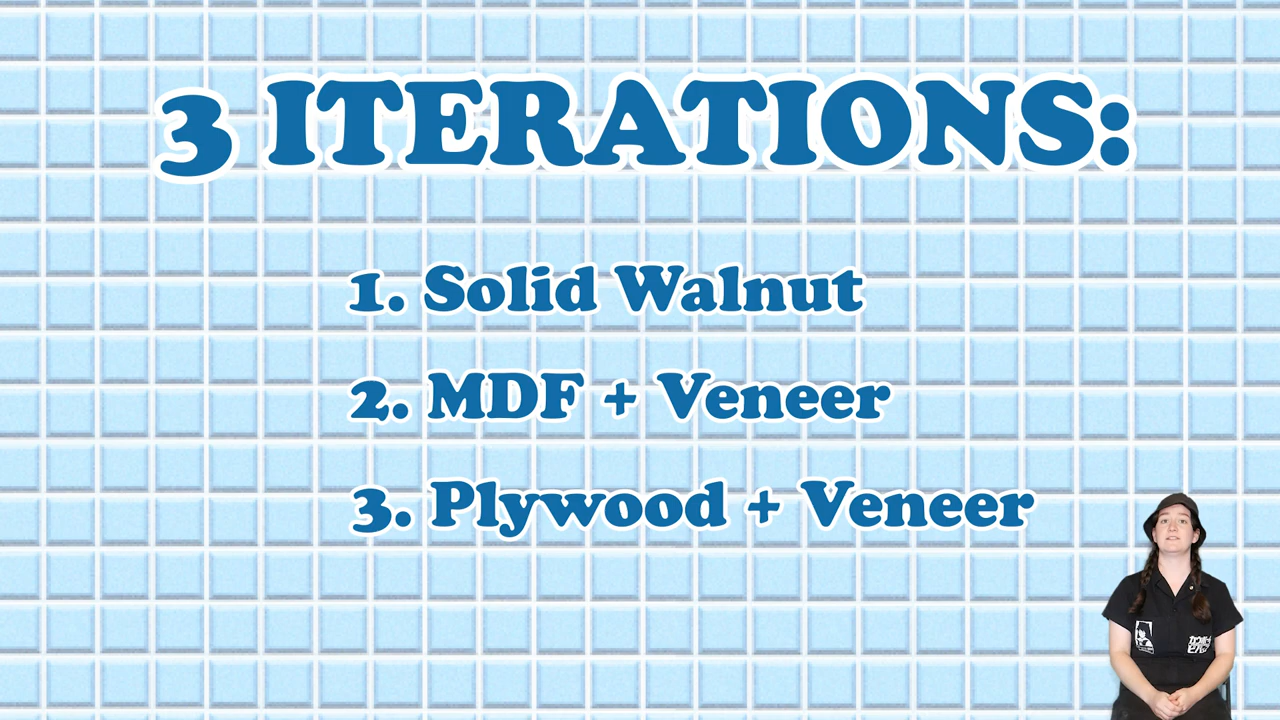 3 ITERATIONS:
1. Solid Walnut
2. MDF + Veneer
3. Plywood + Veneer